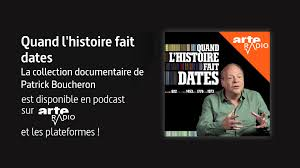 Quand l'histoire fait
dates
La collection documentaire de
Patrick Boucheron
est disponible en podcast
sur arte RADIO
et les plateformes !
arte
RADIO
QUAND
L'HISTOIRE
FAIT
DATES